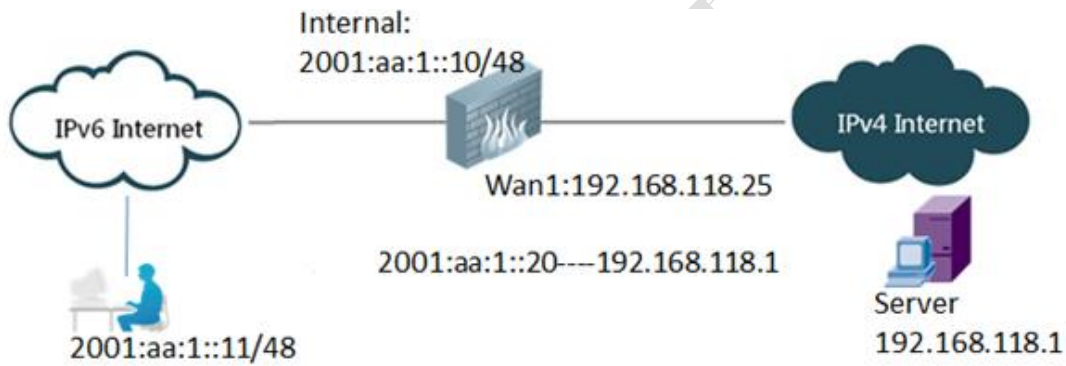 Internal:
2001:aa:1::10/48
IPv6 Internet
IPv4 Internet
Wan1:192.168.118.25
2001:aa:1::20----192.168.118.1
Server
192.168.118.1
2001:aa:1::11/48